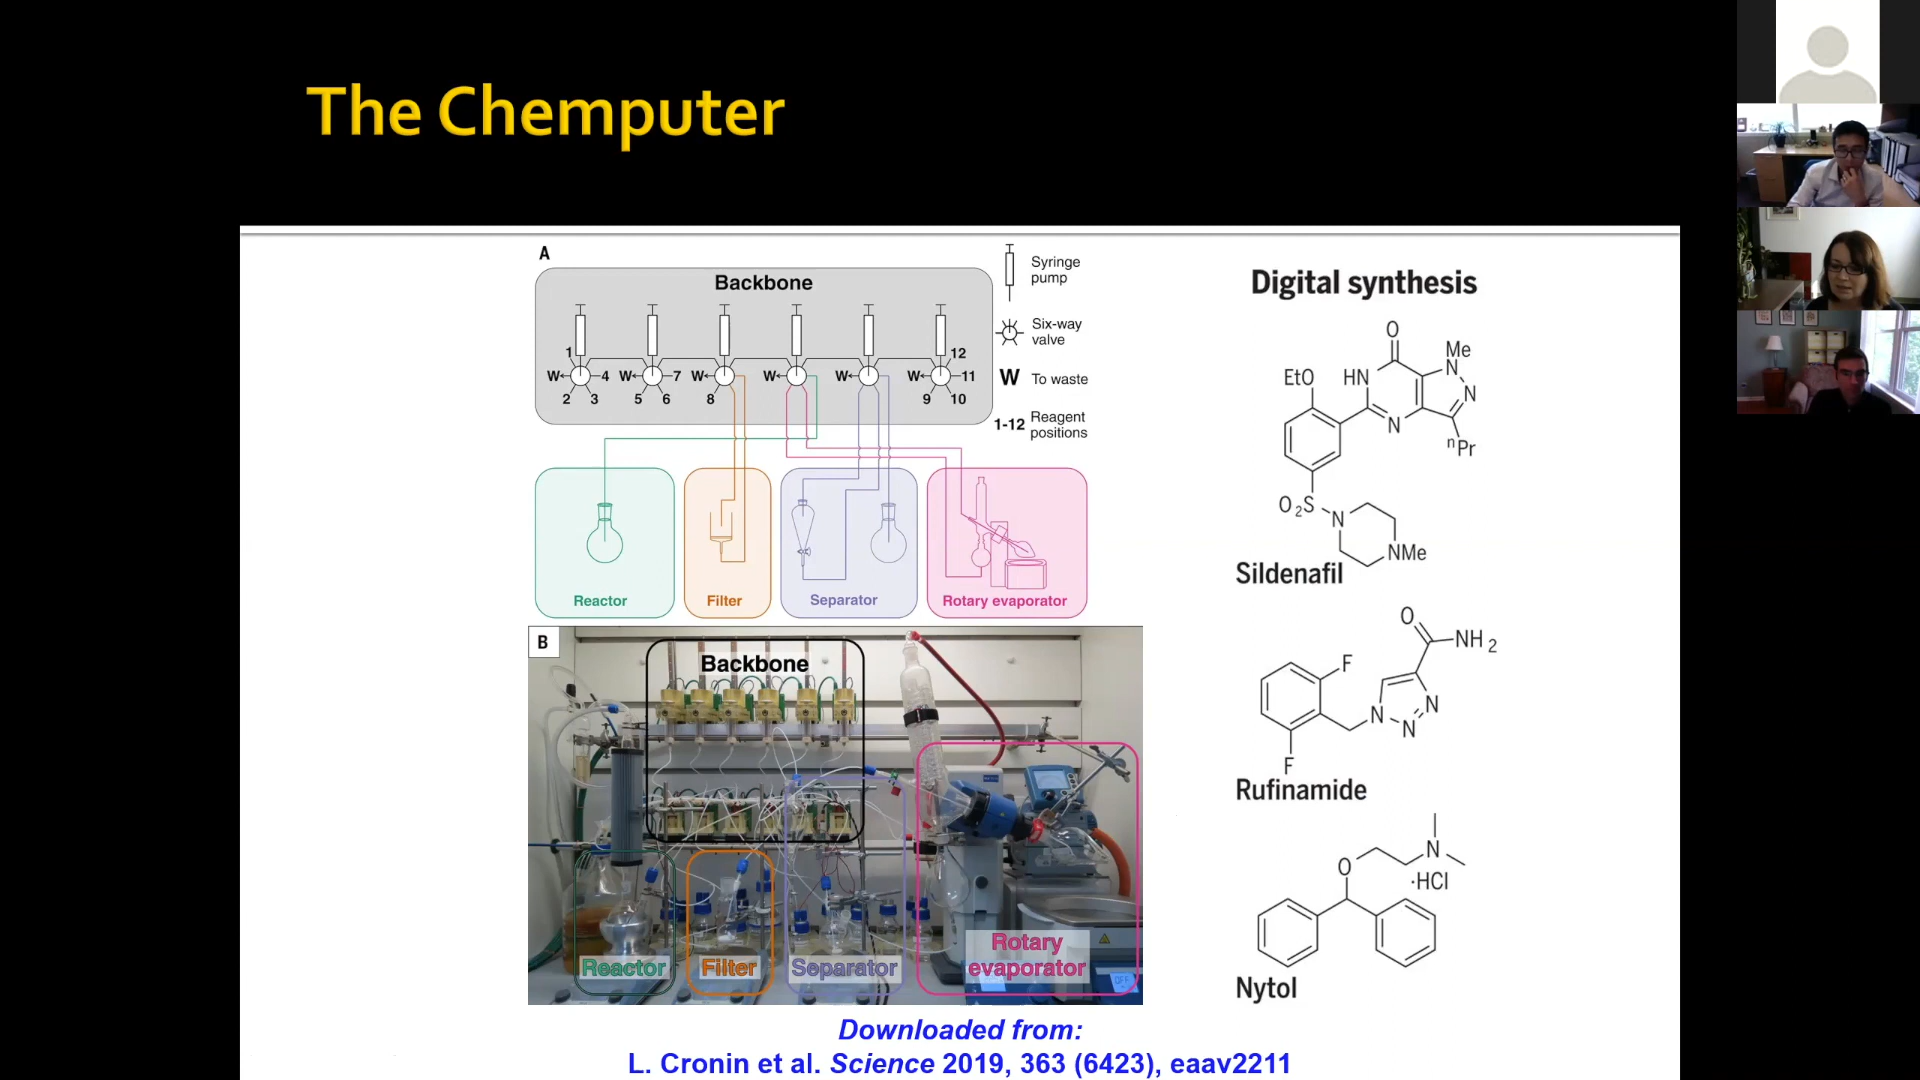 The Chemputer
A
Backbone
1
12
W
4
W
7
W
W
W
W
11
2
3
5
6
8
9
10
Syringe
pump
Six-way
valve
W To waste
1-12 Reagent
positions
Reactor
Filter
Separator
Rotary evaporator
B
Backbone
Reactor
Filter
Separator
Rotary
evaporator
OFF
Digital synthesis
O
Me
EtO
HN
N
N
N
nPr
O2S
N
NMe
Sildenafil
O
NH2
F
N
N
N
F
Rufinamide
N
O
·HCl
Nytol
Downloaded from:
L. Cronin et al. Science 2019, 363 (6423), eaav2211